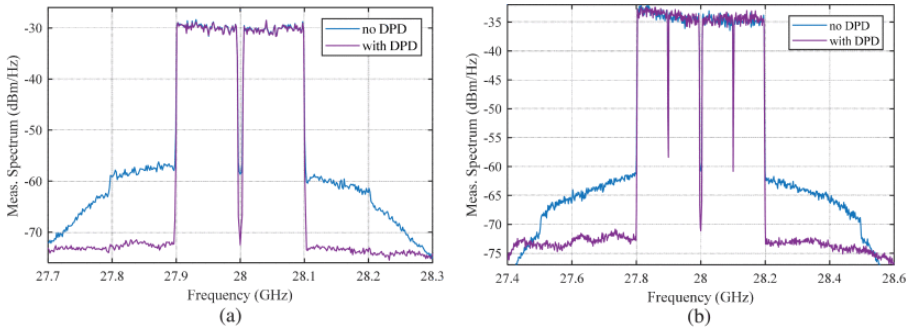 Meas. Spectrum (dBm/Hz)
-30
-40
-50
-60
-70
no DPD
with DPD
27.7 27.8 27.9 28 28.1 28.2 28.3
Frequency (GHz)
(a)
Meas. Spectrum (dBm/Hz)
-35
-40
-45
-50
-55
-60
-65
-70
-75
no DPD
with DPD
27.4 27.6 27.8 28 28.2 28.4 28.6
Frequency (GHz)
(b)